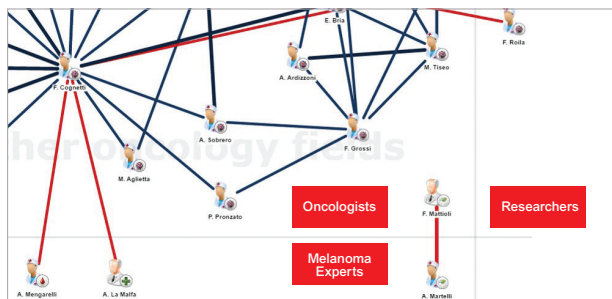 E. Bria
F. Roila
M. Tiseo
A. Ardizzoni
F. Cognetti
A. Sobrero
F. Grossi
her oncology fields
M. Aglietta
P. Pronzato
Oncologists
F. Mattioli
Researchers
Melanoma
Experts
A. Mengarelli
A. La Malfa
A. Martelli